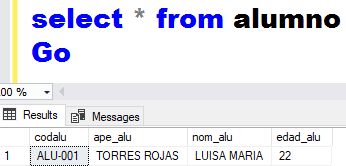 select * from alumno
Go
00 %
Results Messages
codalu ape_alu nom_alu edad_alu
1 ALU-001 TORRES ROJAS LUISA MARIA 22